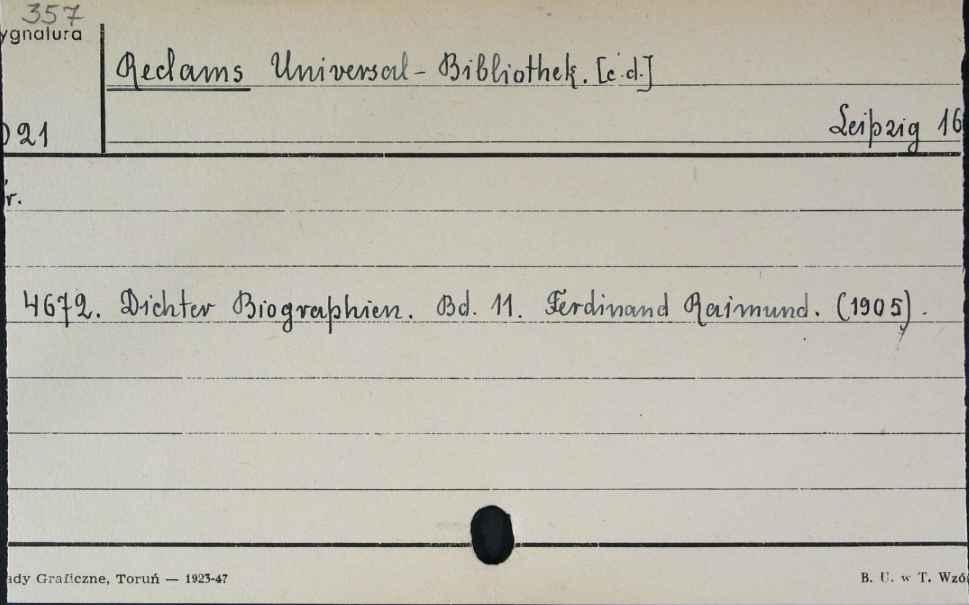 357
ygnatura
Reclams Universal-Bibliothek. [c.d.]
021
Leipzig 16
r.
4672. Dichter Biographien. Bd. 11. Ferdinand Raimund. (1905).
ady Graficzne, Toruń — 1923-47
B. U. w T. Wzó